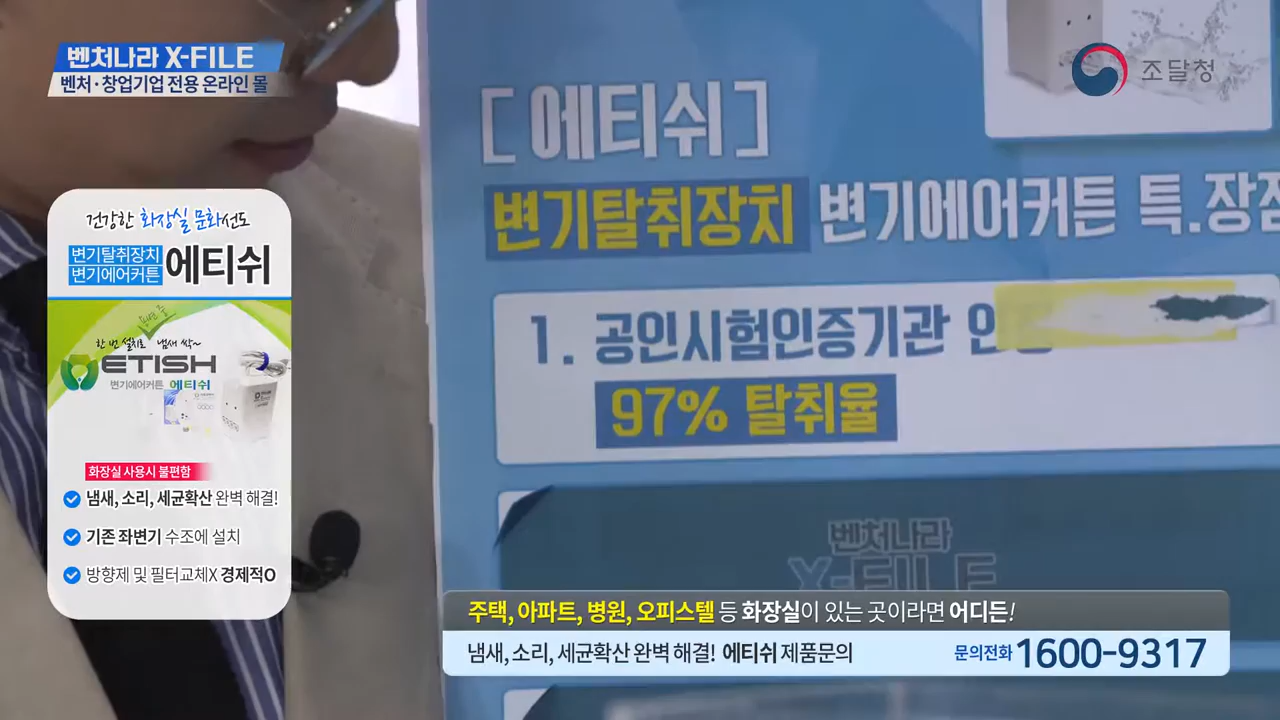 벤처나라 X-FILE
벤처·창업기업 전용 온라인 몰
조달청
[에티쉬]
변기탈취장치 변기에어커튼 특.장점
1. 공인시험인증기관
97% 탈취율
건강한 화장실 문화선도
변기탈취장치
변기에어커튼
에티쉬
한 번 설치로 냄새 싹~
ETISH
변기에어커튼 에티쉬
화장실 사용시 불편함
냄새, 소리, 세균확산 완벽 해결!
기존 좌변기 수조에 설치
방향제 및 필터교체X 경제적O
벤처나라
X-FILE
주택, 아파트, 병원, 오피스텔 등 화장실이 있는 곳이라면 어디든!
냄새, 소리, 세균확산 완벽 해결! 에티쉬 제품문의
문의전화 1600-9317